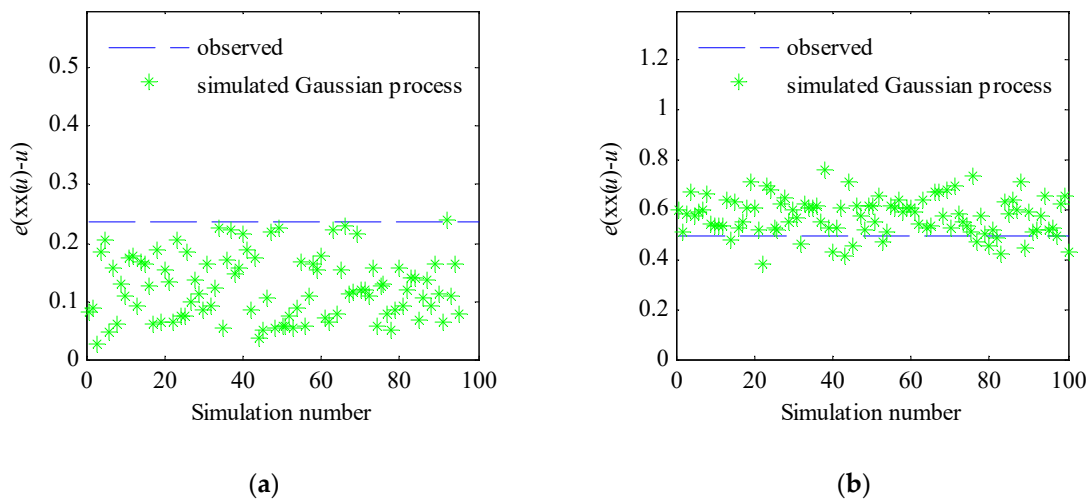 0.5
0.4
0.3
0.2
0.1
0
e(xx(u)-u)
observed
simulated Gaussian process
0 20 40 60 80 100
Simulation number
(a)
1.2
1
0.8
0.6
0.4
0.2
0
e(xx(u)-u)
observed
simulated Gaussian process
0 20 40 60 80 100
Simulation number
(b)